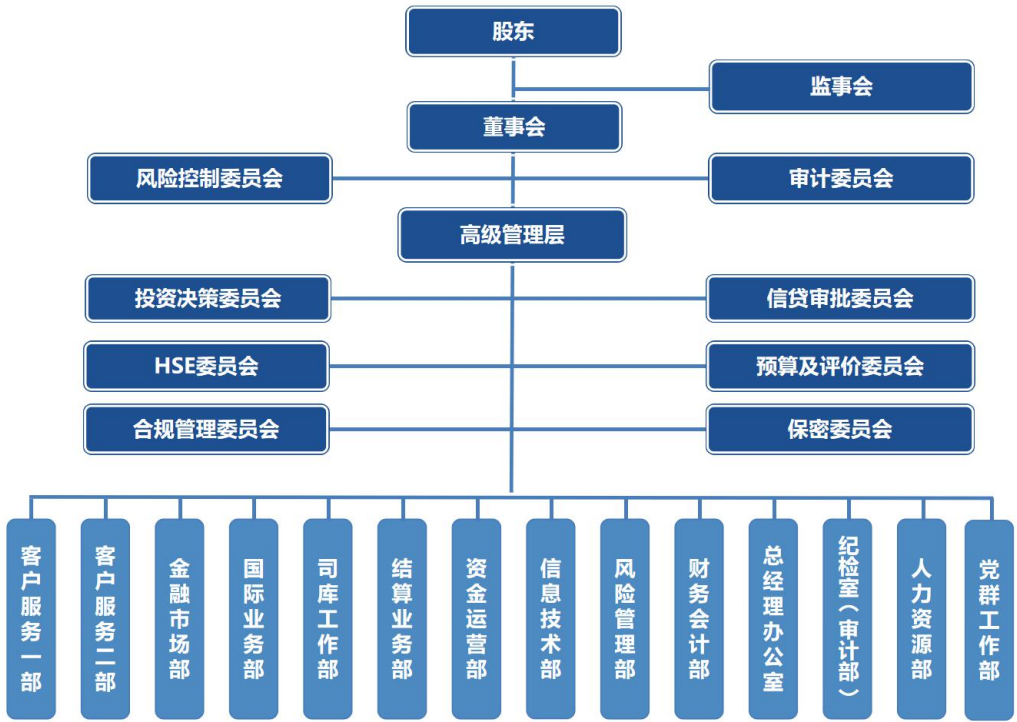 股东
监事会
董事会
风险控制委员会
审计委员会
高级管理层
投资决策委员会
信贷审批委员会
HSE委员会
预算及评价委员会
合规管理委员会
保密委员会
客户服务一部
客户服务二部
金融市场部
国际业务部
司库工作部
结算业务部
资金运营部
信息技术部
风险管理部
财务会计部
总经理办公室
纪检室（审计部）
人力资源部
党群工作部